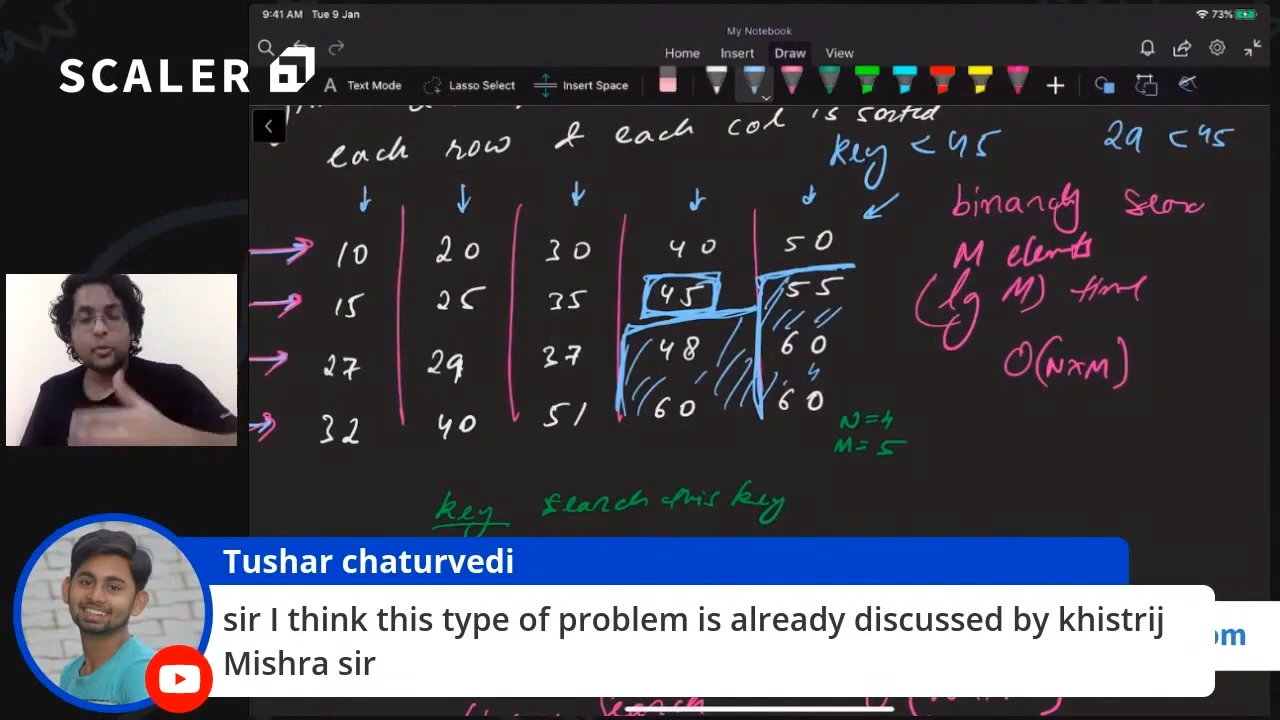 9:41 AM Tue 9 Jan
73%
My Notebook
SCALER
Home Insert Draw View
Text Mode Lasso Select Insert Space
each row & each col is sorted
key < 45
29 < 45
binary
10 20 30 40 50
M elements
15 25 35 45 55
(lg M) time
27 29 37 48 60
O(N×M)
32 40 51 60 60
N=4
M=5
key search this key
Tushar chaturvedi
sir I think this type of problem is already discussed by khistrij
Mishra sir
om